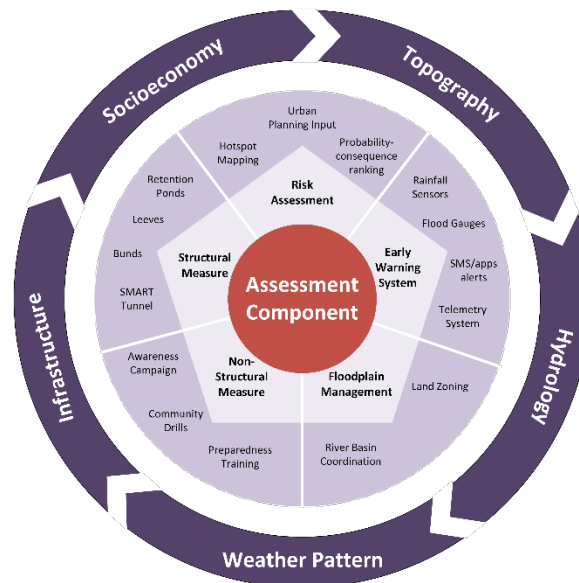 Socioeconomy
Topography
Hydrology
Weather Pattern
Infrastructure
Urban
Planning Input
Hotspot
Mapping
Probability-
consequence
ranking
Risk
Assessment
Rainfall
Sensors
Flood Gauges
SMS/apps
alerts
Telemetry
System
Early
Warning
System
Land Zoning
River Basin
Coordination
Floodplain
Management
Awareness
Campaign
Community
Drills
Preparedness
Training
Non-
Structural
Measure
Retention
Ponds
Leeves
Bunds
SMART
Tunnel
Structural
Measure
Assessment
Component